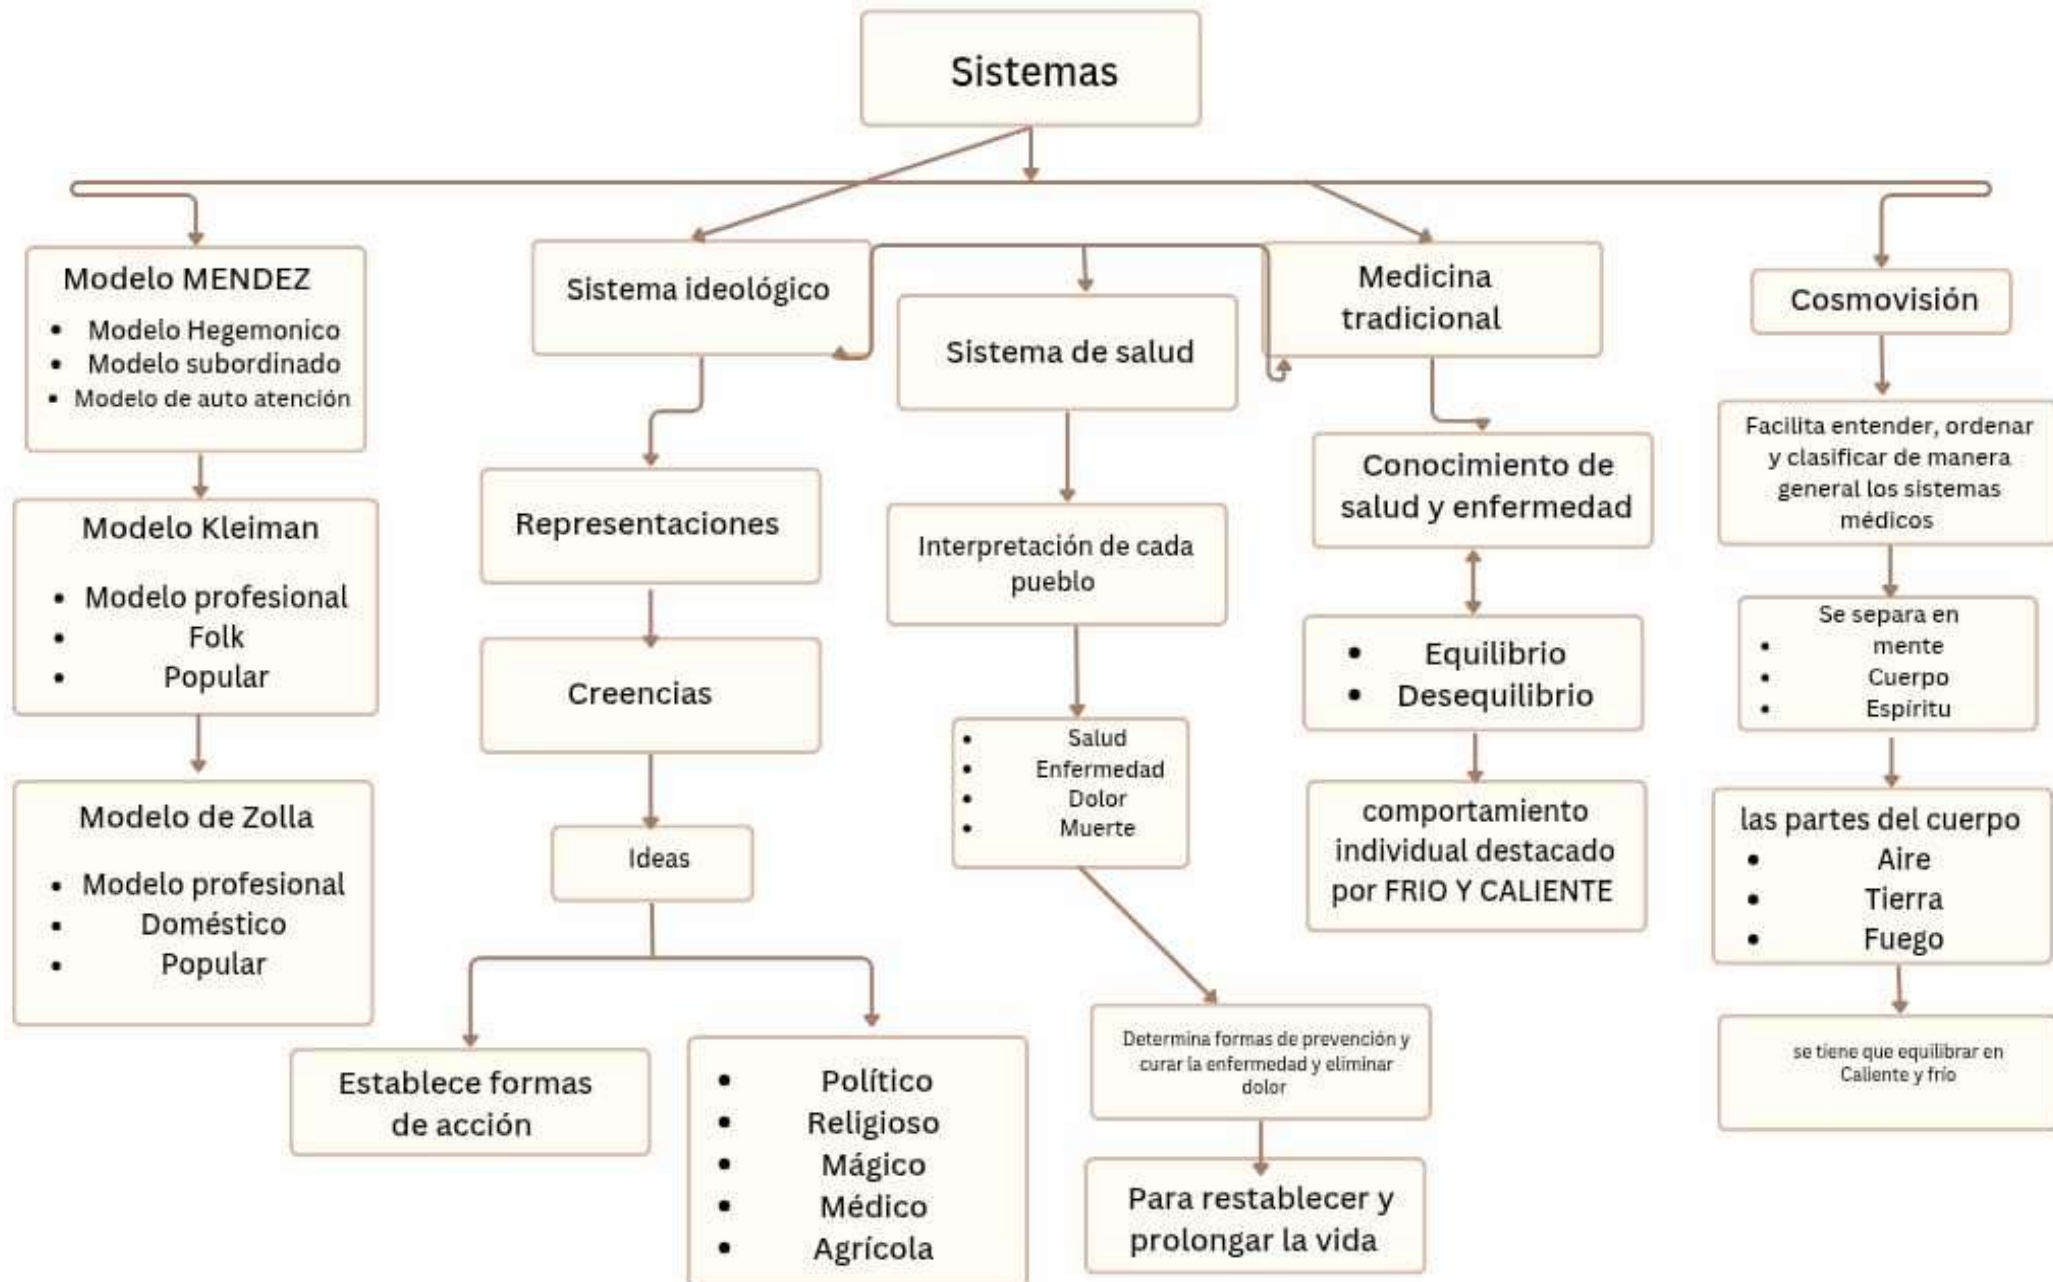 Sistemas
Modelo MENDEZ
• Modelo Hegemonico
• Modelo subordinado
• Modelo de auto atención
Modelo Kleiman
• Modelo profesional
• Folk
• Popular
Modelo de Zolla
• Modelo profesional
• Doméstico
• Popular
Sistema ideológico
Representaciones
Creencias
Ideas
Establece formas
de acción
• Político
• Religioso
• Mágico
• Médico
• Agrícola
Sistema de salud
Interpretación de cada
pueblo
• Salud
• Enfermedad
• Dolor
• Muerte
Determina formas de prevención y
curar la enfermedad y eliminar
dolor
Para restablecer y
prolongar la vida
Medicina
tradicional
Conocimiento de
salud y enfermedad
• Equilibrio
• Desequilibrio
comportamiento
individual destacado
por FRIO Y CALIENTE
Cosmovisión
Facilita entender, ordenar
y clasificar de manera
general los sistemas
médicos
Se separa en
• mente
• Cuerpo
• Espíritu
las partes del cuerpo
• Aire
• Tierra
• Fuego
se tiene que equilibrar en
Caliente y frío